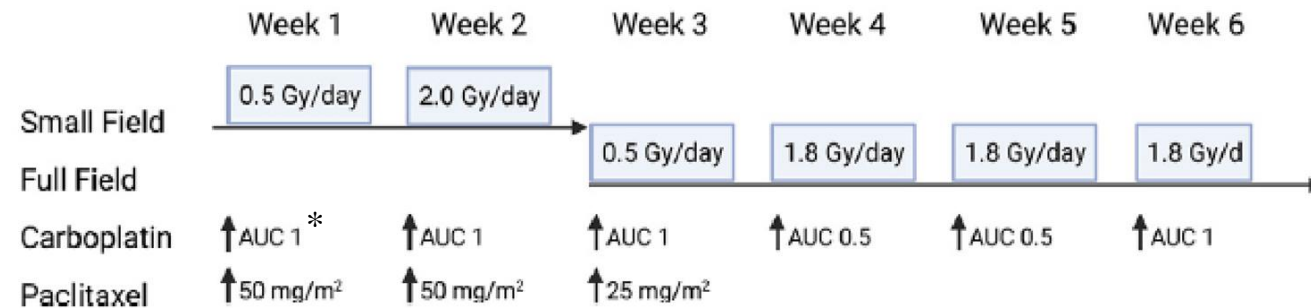 Week 1 Week 2 Week 3 Week 4 Week 5 Week 6
0.5 Gy/day 2.0 Gy/day
Small Field
0.5 Gy/day 1.8 Gy/day 1.8 Gy/day 1.8 Gy/d
Full Field
Carboplatin AUC 1* AUC 1 AUC 1 AUC 0.5 AUC 0.5 AUC 1
Paclitaxel 50 mg/m² 50 mg/m² 25 mg/m²